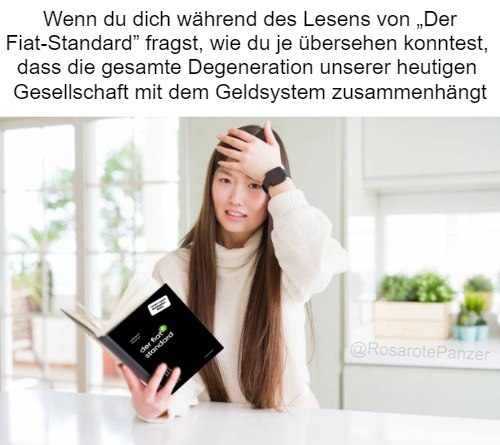 Wenn du dich während des Lesens von „Der
Fiat-Standard” fragst, wie du je übersehen konntest,
dass die gesamte Degeneration unserer heutigen
Gesellschaft mit dem Geldsystem zusammenhängt
der fiat
standard
@RosarotePanzer